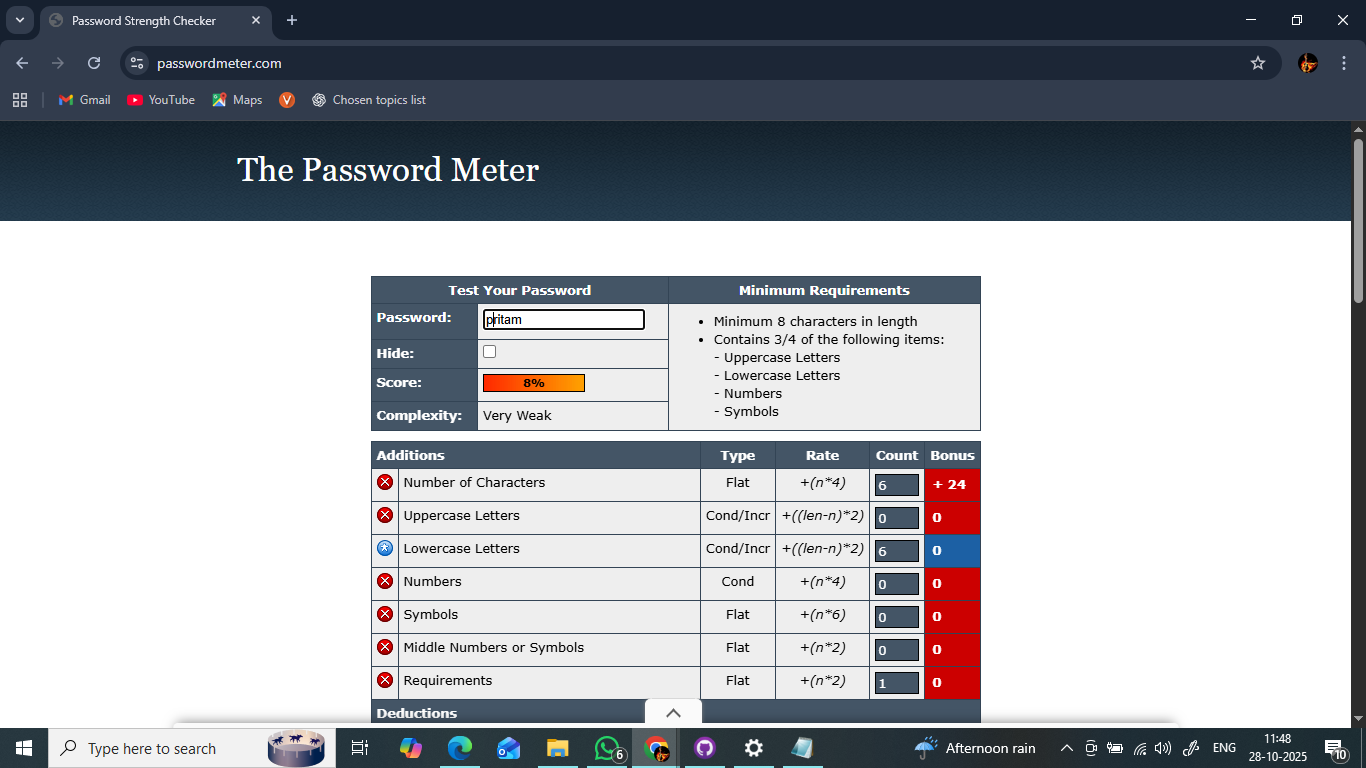 Password Strength Checker
passwordmeter.com
Gmail YouTube Maps V Chosen topics list
The Password Meter
Test Your Password Minimum Requirements
Password: pritam
Hide:
Score: 8%
Complexity: Very Weak
• Minimum 8 characters in length
• Contains 3/4 of the following items:
- Uppercase Letters
- Lowercase Letters
- Numbers
- Symbols
Additions Type Rate Count Bonus
Number of Characters Flat +(n*4) 6 + 24
Uppercase Letters Cond/Incr +((len-n)*2) 0 0
Lowercase Letters Cond/Incr +((len-n)*2) 6 0
Numbers Cond +(n*4) 0 0
Symbols Flat +(n*6) 0 0
Middle Numbers or Symbols Flat +(n*2) 0 0
Requirements Flat +(n*2) 1 0
Deductions
Type here to search 6 Afternoon rain ENG 11:48
28-10-2025 10